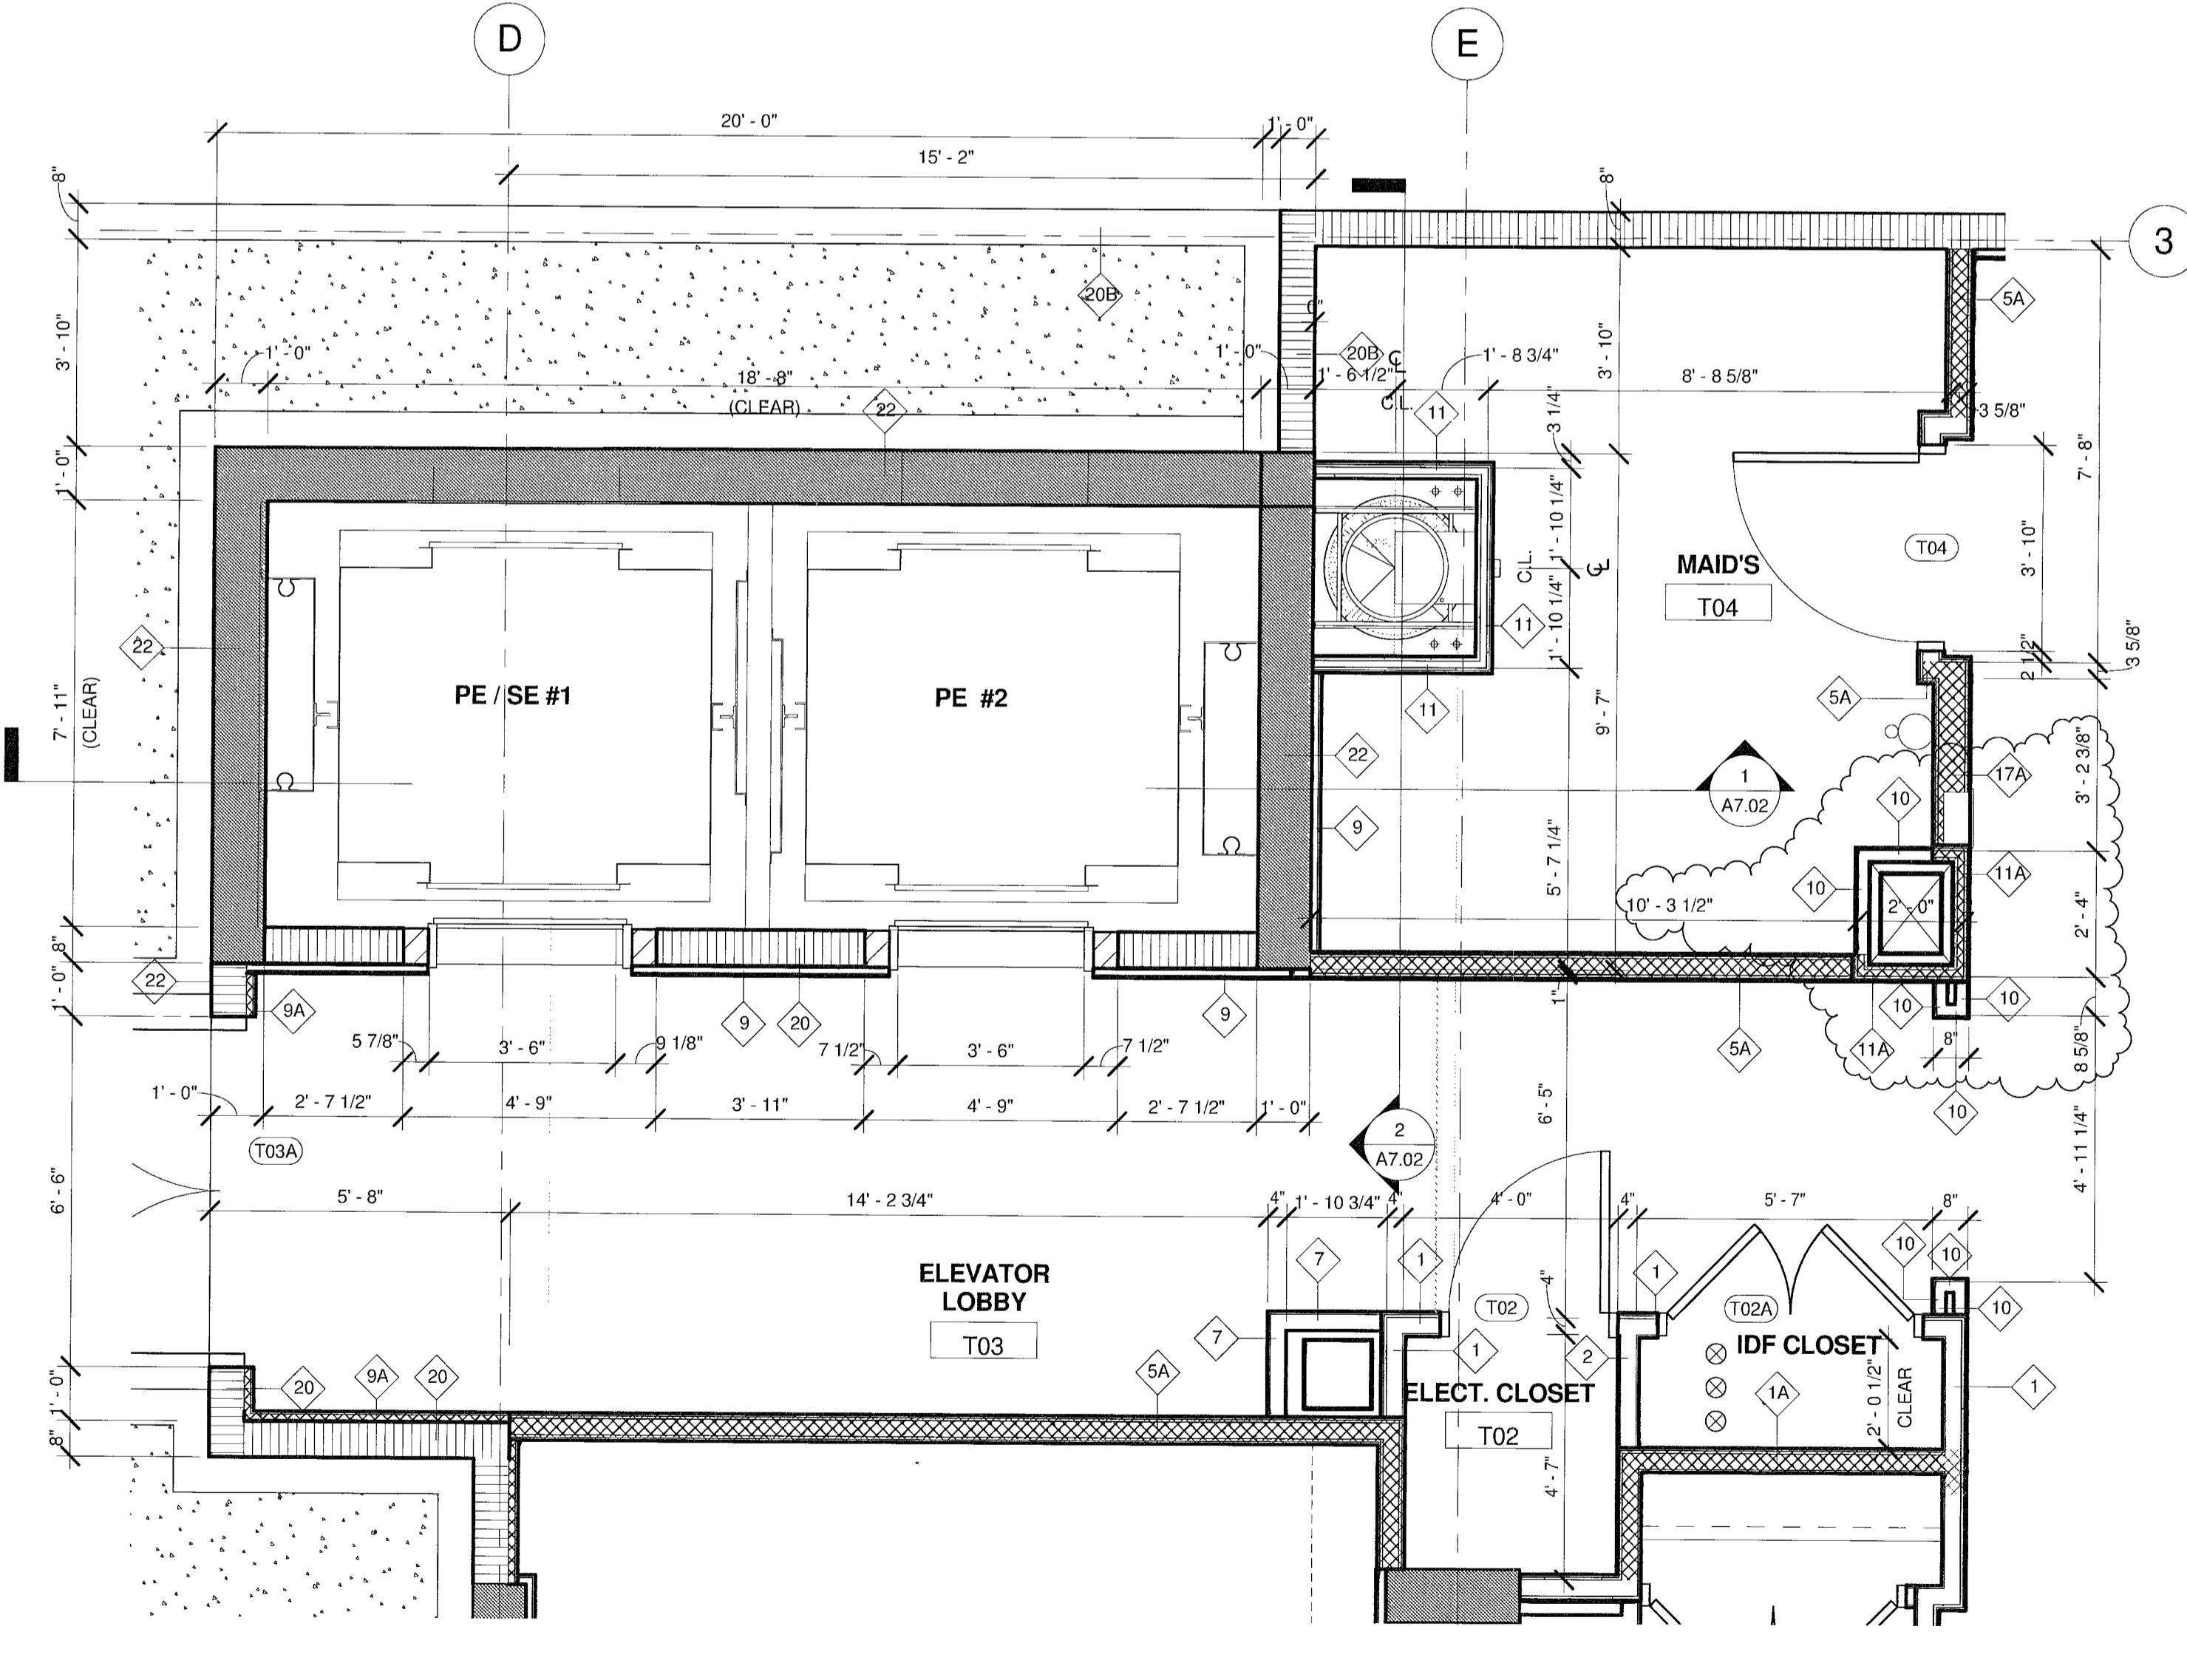 D
E
20' - 0"
1' - 0"
15' - 2"
8"
8"
3
20B
5A
6"
3' - 10"
1' - 0"
1' - 0"
20B
℄
1' - 8 3/4"
3' - 10"
18' - 8"
(CLEAR)
1' - 6 1/2"
8' - 8 5/8"
22
C.L.
11
3 1/4"
3 5/8"
7' - 8"
1' - 0"
1' - 10 1/4"
T04
3' - 10"
C.L.
℄
MAID'S
T04
22
11
1' - 10 1/4"
2 1/2"
3 5/8"
PE / SE #1
PE #2
11
5A
7' - 11"
(CLEAR)
9' - 7"
22
1
A7.02
17A
3' - 2 3/8"
10
9
5' - 7 1/4"
10
11A
10' - 3 1/2"
2' - 0"
2' - 4"
8"
22
1' - 0"
9A
9
20
9
1"
10
10
5 7/8"
3' - 6"
9 1/8"
7 1/2"
3' - 6"
7 1/2"
5A
11A
8"
8 5/8"
1' - 0"
2' - 7 1/2"
4' - 9"
3' - 11"
4' - 9"
2' - 7 1/2"
1' - 0"
6' - 5"
10
T03A
2
A7.02
4' - 11 1/4"
6' - 6"
5' - 8"
14' - 2 3/4"
4"
1' - 10 3/4"
4"
4' - 0"
4"
5' - 7"
8"
ELEVATOR
LOBBY
T03
7
1
1
10
10
4"
T02
T02A
10
7
1
2
IDF CLOSET
20
9A
20
5A
1' - 0"
8"
ELECT. CLOSET
T02
1A
2' - 0 1/2"
CLEAR
1
4' - 7"